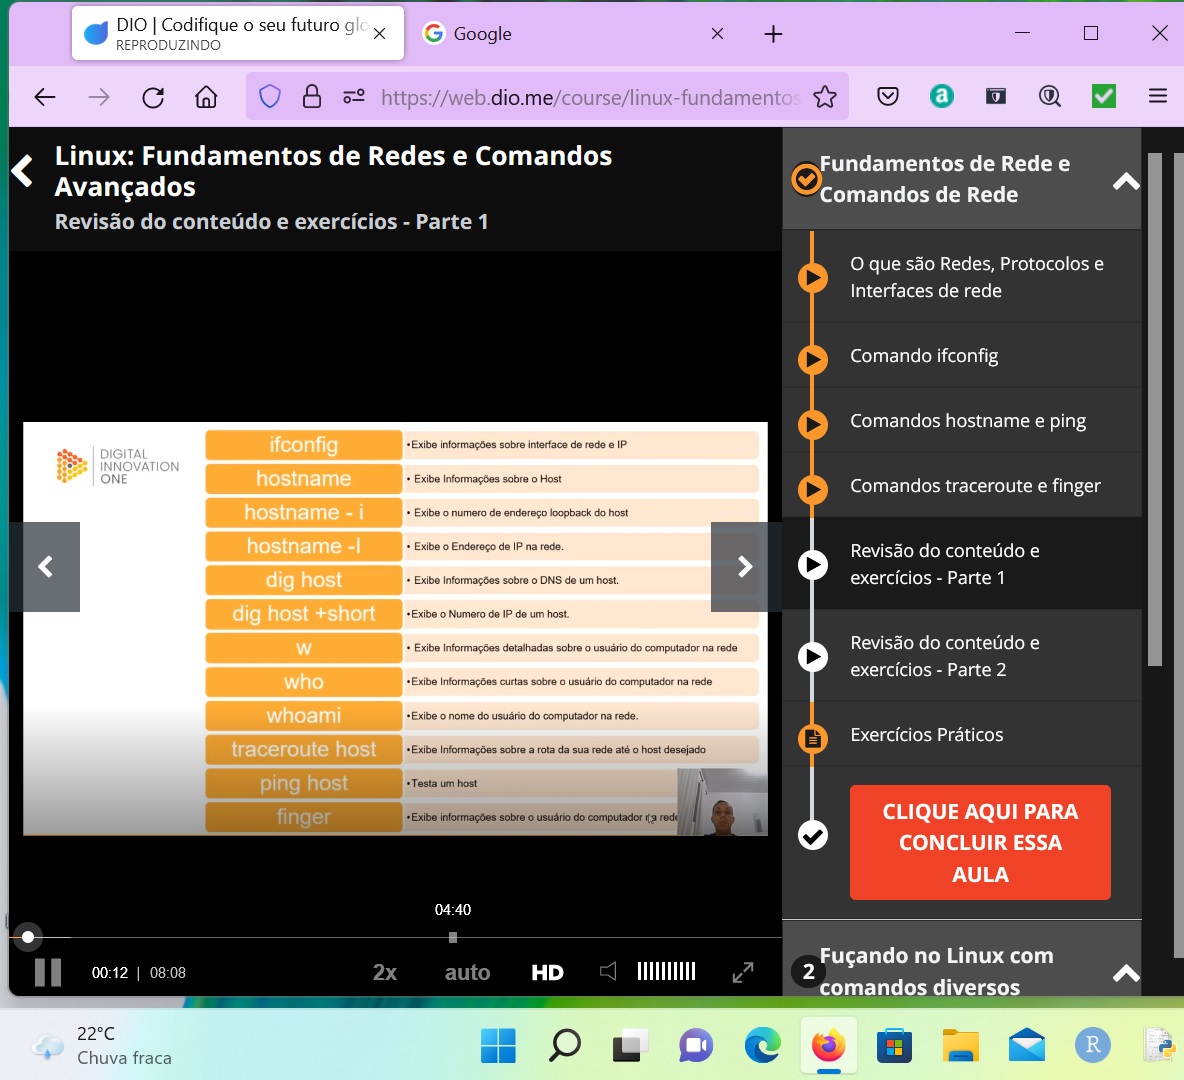 DIO | Codifique o seu futuro glo
REPRODUZINDO
Google
https://web.dio.me/course/linux-fundamentos
Linux: Fundamentos de Redes e Comandos
Avançados
Revisão do conteúdo e exercícios - Parte 1
DIGITAL
INNOVATION
ONE
ifconfig •Exibe informações sobre interface de rede e IP
hostname • Exibe Informações sobre o Host
hostname - i • Exibe o numero de endereço loopback do host
hostname -I • Exibe o Endereço de IP na rede.
dig host • Exibe Informações sobre o DNS de um host.
dig host +short •Exibe o Numero de IP de um host.
w • Exibe Informações detalhadas sobre o usuário do computador na rede
who •Exibe Informações curtas sobre o usuário do computador na rede
whoami •Exibe o nome do usuário do computador na rede.
traceroute host •Exibe Informações sobre a rota da sua rede até o host desejado
ping host •Testa um host
finger •Exibe informações sobre o usuário do computador na rede
04:40
00:12 | 08:08
2x
auto
HD
Fundamentos de Rede e
Comandos de Rede
O que são Redes, Protocolos e
Interfaces de rede
Comando ifconfig
Comandos hostname e ping
Comandos traceroute e finger
Revisão do conteúdo e
exercícios - Parte 1
Revisão do conteúdo e
exercícios - Parte 2
Exercícios Práticos
CLIQUE AQUI PARA
CONCLUIR ESSA
AULA
2
Fuçando no Linux com
comandos diversos
22°C
Chuva fraca
a
R